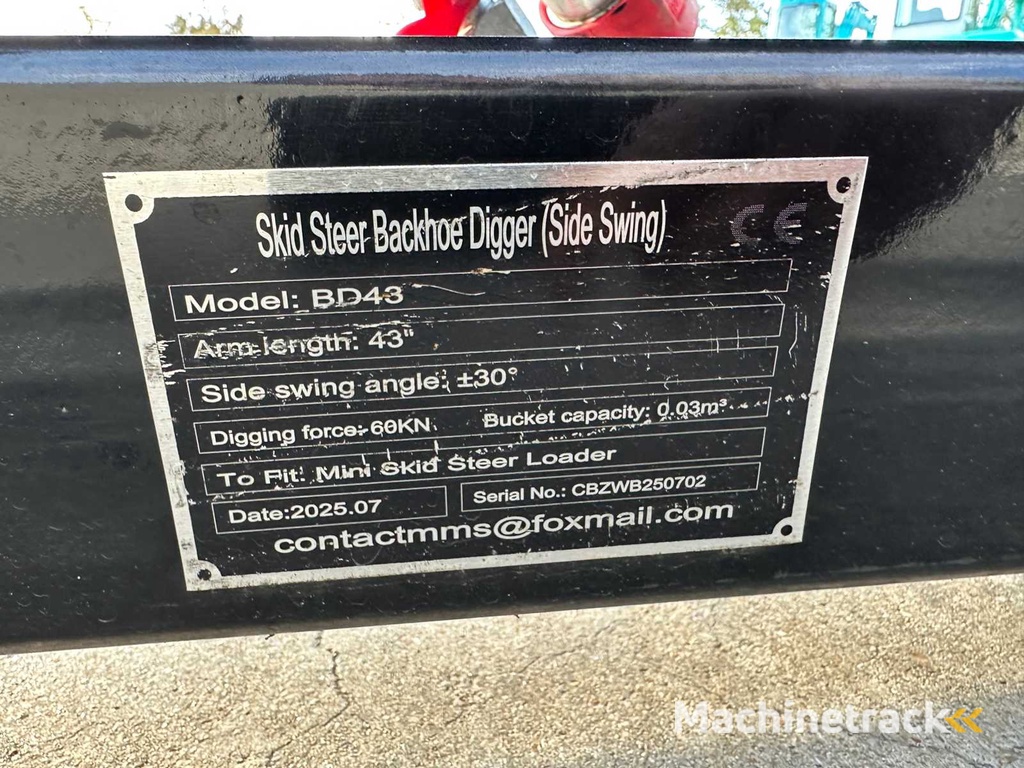 Skid Steer Backhoe Digger (Side Swing) CE
Model: BD43
Arm length: 43"
Side swing angle: ±30°
Digging force: 60KN Bucket capacity: 0.03m³
To Fit: Mini Skid Steer Loader
Date:2025.07 Serial No.: CBZWB250702
contactmms@foxmail.com
Machinetrack